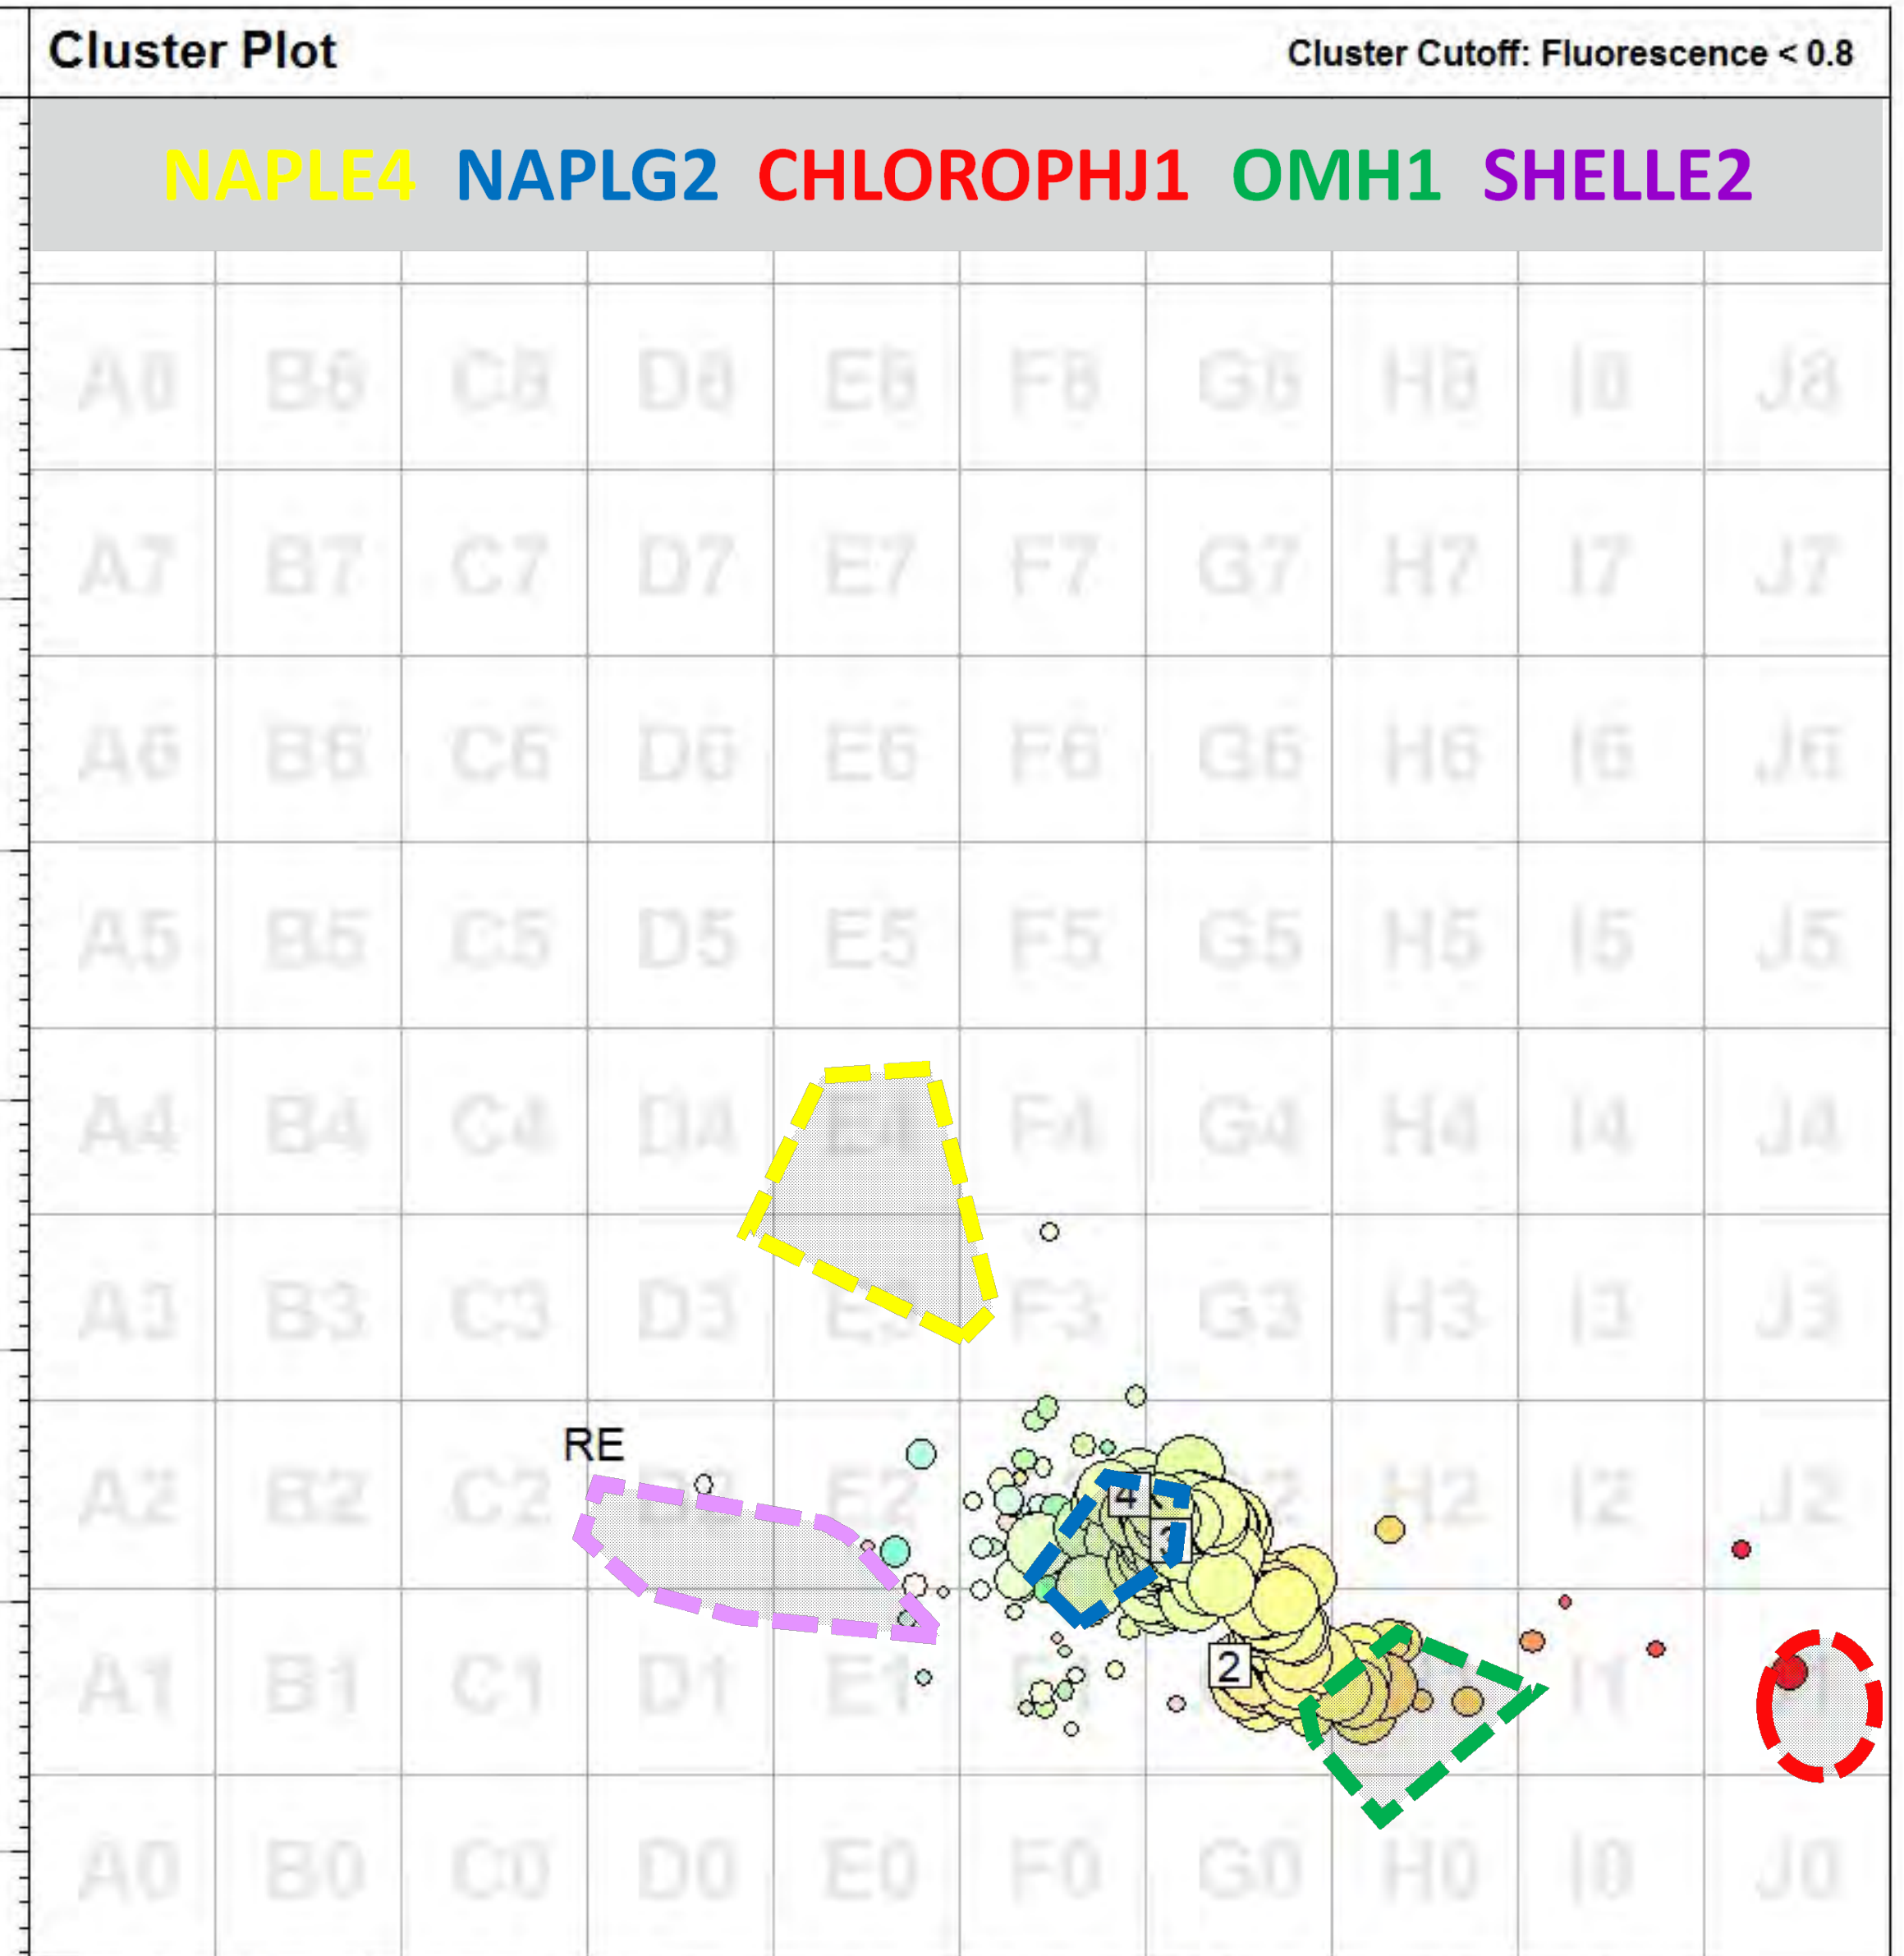 Cluster Plot Cluster Cutoff: Fluorescence < 0.8
NAPLE4 NAPLG2 CHLOROPHJ1 OMH1 SHELLE2
A8 B8 C8 D8 E8 F8 G8 H8 I8 J8
A7 B7 C7 D7 E7 F7 G7 H7 I7 J7
A6 B6 C6 D6 E6 F6 G6 H6 I6 J6
A5 B5 C5 D5 E5 F5 G5 H5 I5 J5
A4 B4 C4 D4 E4 F4 G4 H4 I4 J4
A3 B3 C3 D3 E3 F3 G3 H3 I3 J3
RE
A2 B2 C2 D2 E2 4 H2 I2 J2
3
2
A1 B1 C1 D1 E1 I1
A0 B0 C0 D0 E0 F0 G0 H0 I0 J0